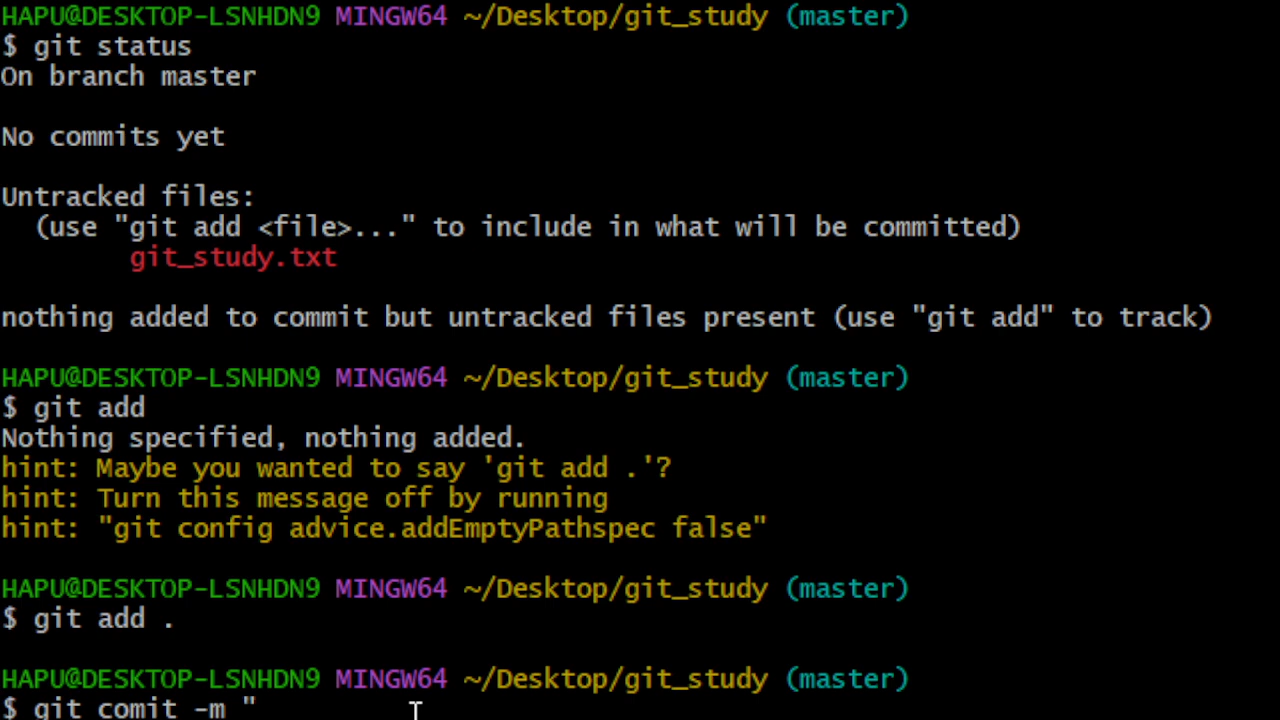 HAPU@DESKTOP-LSNHDN9 MINGW64 ~/Desktop/git_study (master)
$ git status
On branch master
No commits yet
Untracked files:
  (use "git add <file>..." to include in what will be committed)
        git_study.txt
nothing added to commit but untracked files present (use "git add" to track)
HAPU@DESKTOP-LSNHDN9 MINGW64 ~/Desktop/git_study (master)
$ git add
Nothing specified, nothing added.
hint: Maybe you wanted to say 'git add .'?
hint: Turn this message off by running
hint: "git config advice.addEmptyPathspec false"
HAPU@DESKTOP-LSNHDN9 MINGW64 ~/Desktop/git_study (master)
$ git add .
HAPU@DESKTOP-LSNHDN9 MINGW64 ~/Desktop/git_study (master)
$ git comit -m "